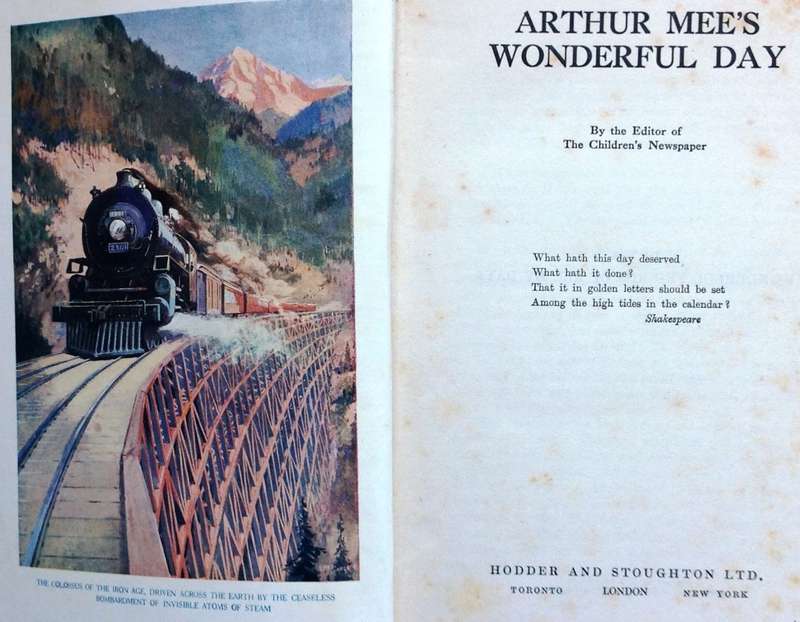 THE COLOSSUS OF THE IRON AGE, DRIVEN ACROSS THE EARTH BY THE CEASELESS
BOMBARDMENT OF INVISIBLE ATOMS OF STEAM
ARTHUR MEE'S
WONDERFUL DAY
By the Editor of
The Children's Newspaper
What hath this day deserved
What hath it done?
That it in golden letters should be set
Among the high tides in the calendar?
Shakespeare
HODDER AND STOUGHTON LTD.
TORONTO LONDON NEW YORK